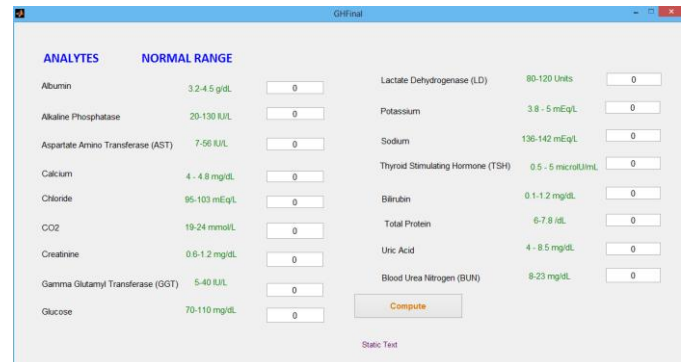 GHFinal
ANALYTES NORMAL RANGE
Albumin 3.2-4.5 g/dL 0
Alkaline Phosphatase 20-130 IU/L 0
Aspartate Amino Transferase (AST) 7-56 IU/L 0
Calcium 4 - 4.8 mg/dL 0
Chloride 95-103 mEq/L 0
CO2 19-24 mmol/L 0
Creatinine 0.6-1.2 mg/dL 0
Gamma Glutamyl Transferase (GGT) 5-40 IU/L 0
Glucose 70-110 mg/dL 0
Lactate Dehydrogenase (LD) 80-120 Units 0
Potassium 3.8 - 5 mEq/L 0
Sodium 136-142 mEq/L 0
Thyroid Stimulating Hormone (TSH) 0.5 - 5 microIU/mL 0
Bilirubin 0.1-1.2 mg/dL 0
Total Protein 6-7.8 /dL 0
Uric Acid 4 - 8.5 mg/dL 0
Blood Urea Nitrogen (BUN) 8-23 mg/dL 0
Compute
Static Text